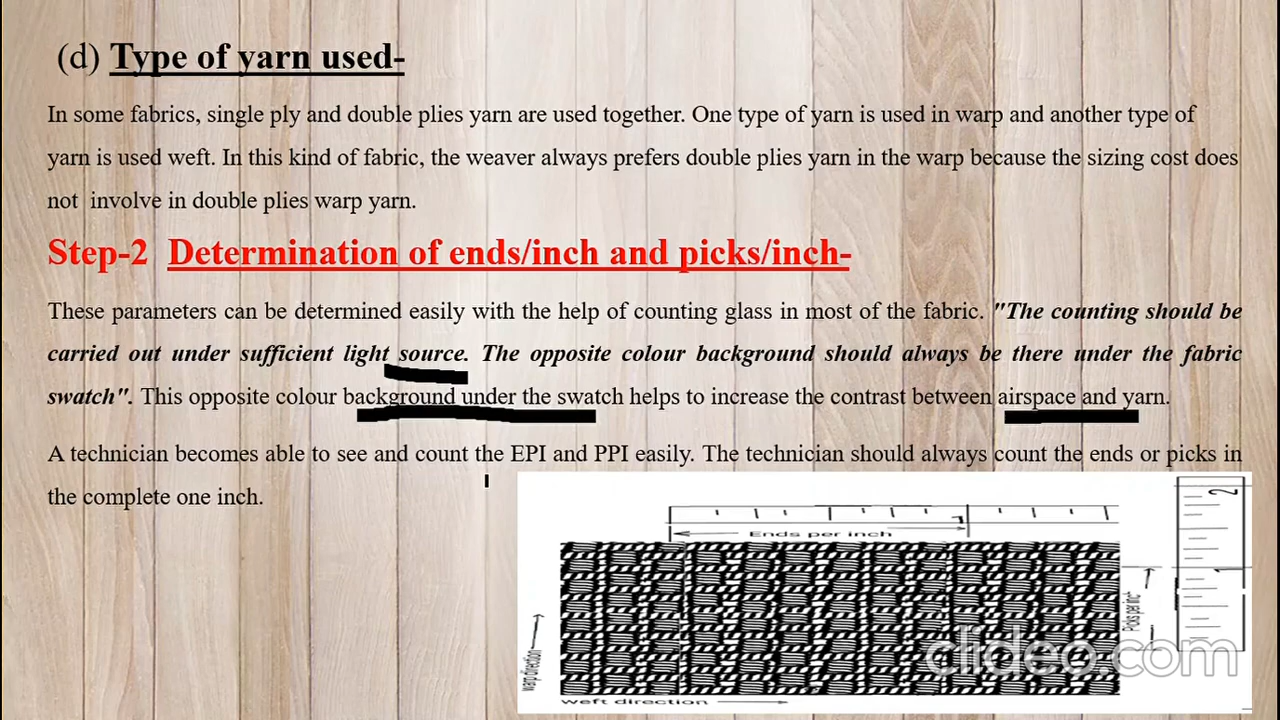 (d) Type of yarn used-
In some fabrics, single ply and double plies yarn are used together. One type of yarn is used in warp and another type of
yarn is used weft. In this kind of fabric, the weaver always prefers double plies yarn in the warp because the sizing cost does
not involve in double plies warp yarn.
Step-2 Determination of ends/inch and picks/inch-
These parameters can be determined easily with the help of counting glass in most of the fabric. "The counting should be
carried out under sufficient light source. The opposite colour background should always be there under the fabric
swatch". This opposite colour background under the swatch helps to increase the contrast between airspace and yarn.
A technician becomes able to see and count the EPI and PPI easily. The technician should always count the ends or picks in
the complete one inch.
Ends per inch
2
1
Picks per inch
warp direction
weft direction
clideo.com